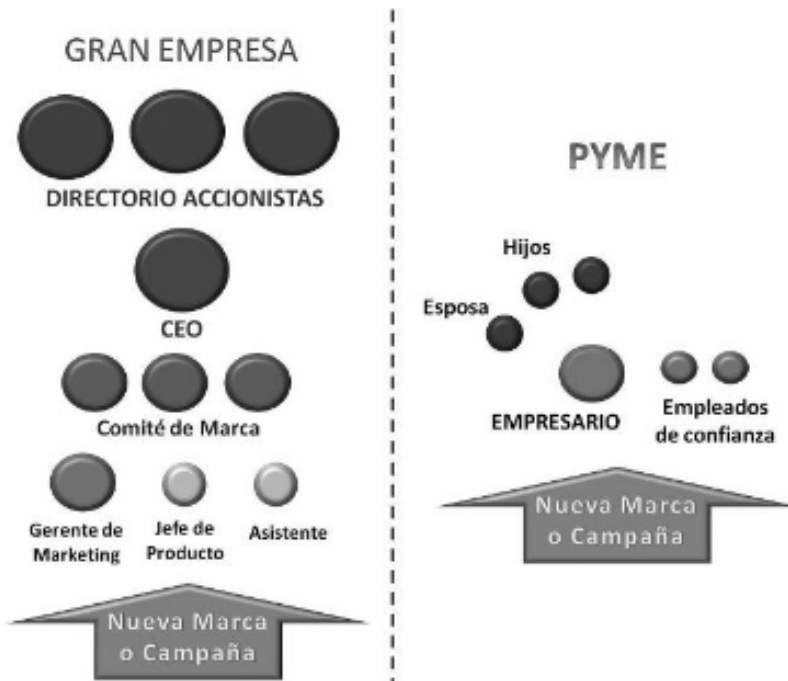 GRAN EMPRESA
DIRECTORIO ACCIONISTAS
CEO
Comité de Marca
Gerente de
Marketing
Jefe de
Producto
Asistente
Nueva Marca
o Campaña
PYME
Hijos
Esposa
EMPRESARIO
Empleados
de confianza
Nueva Marca
o Campaña